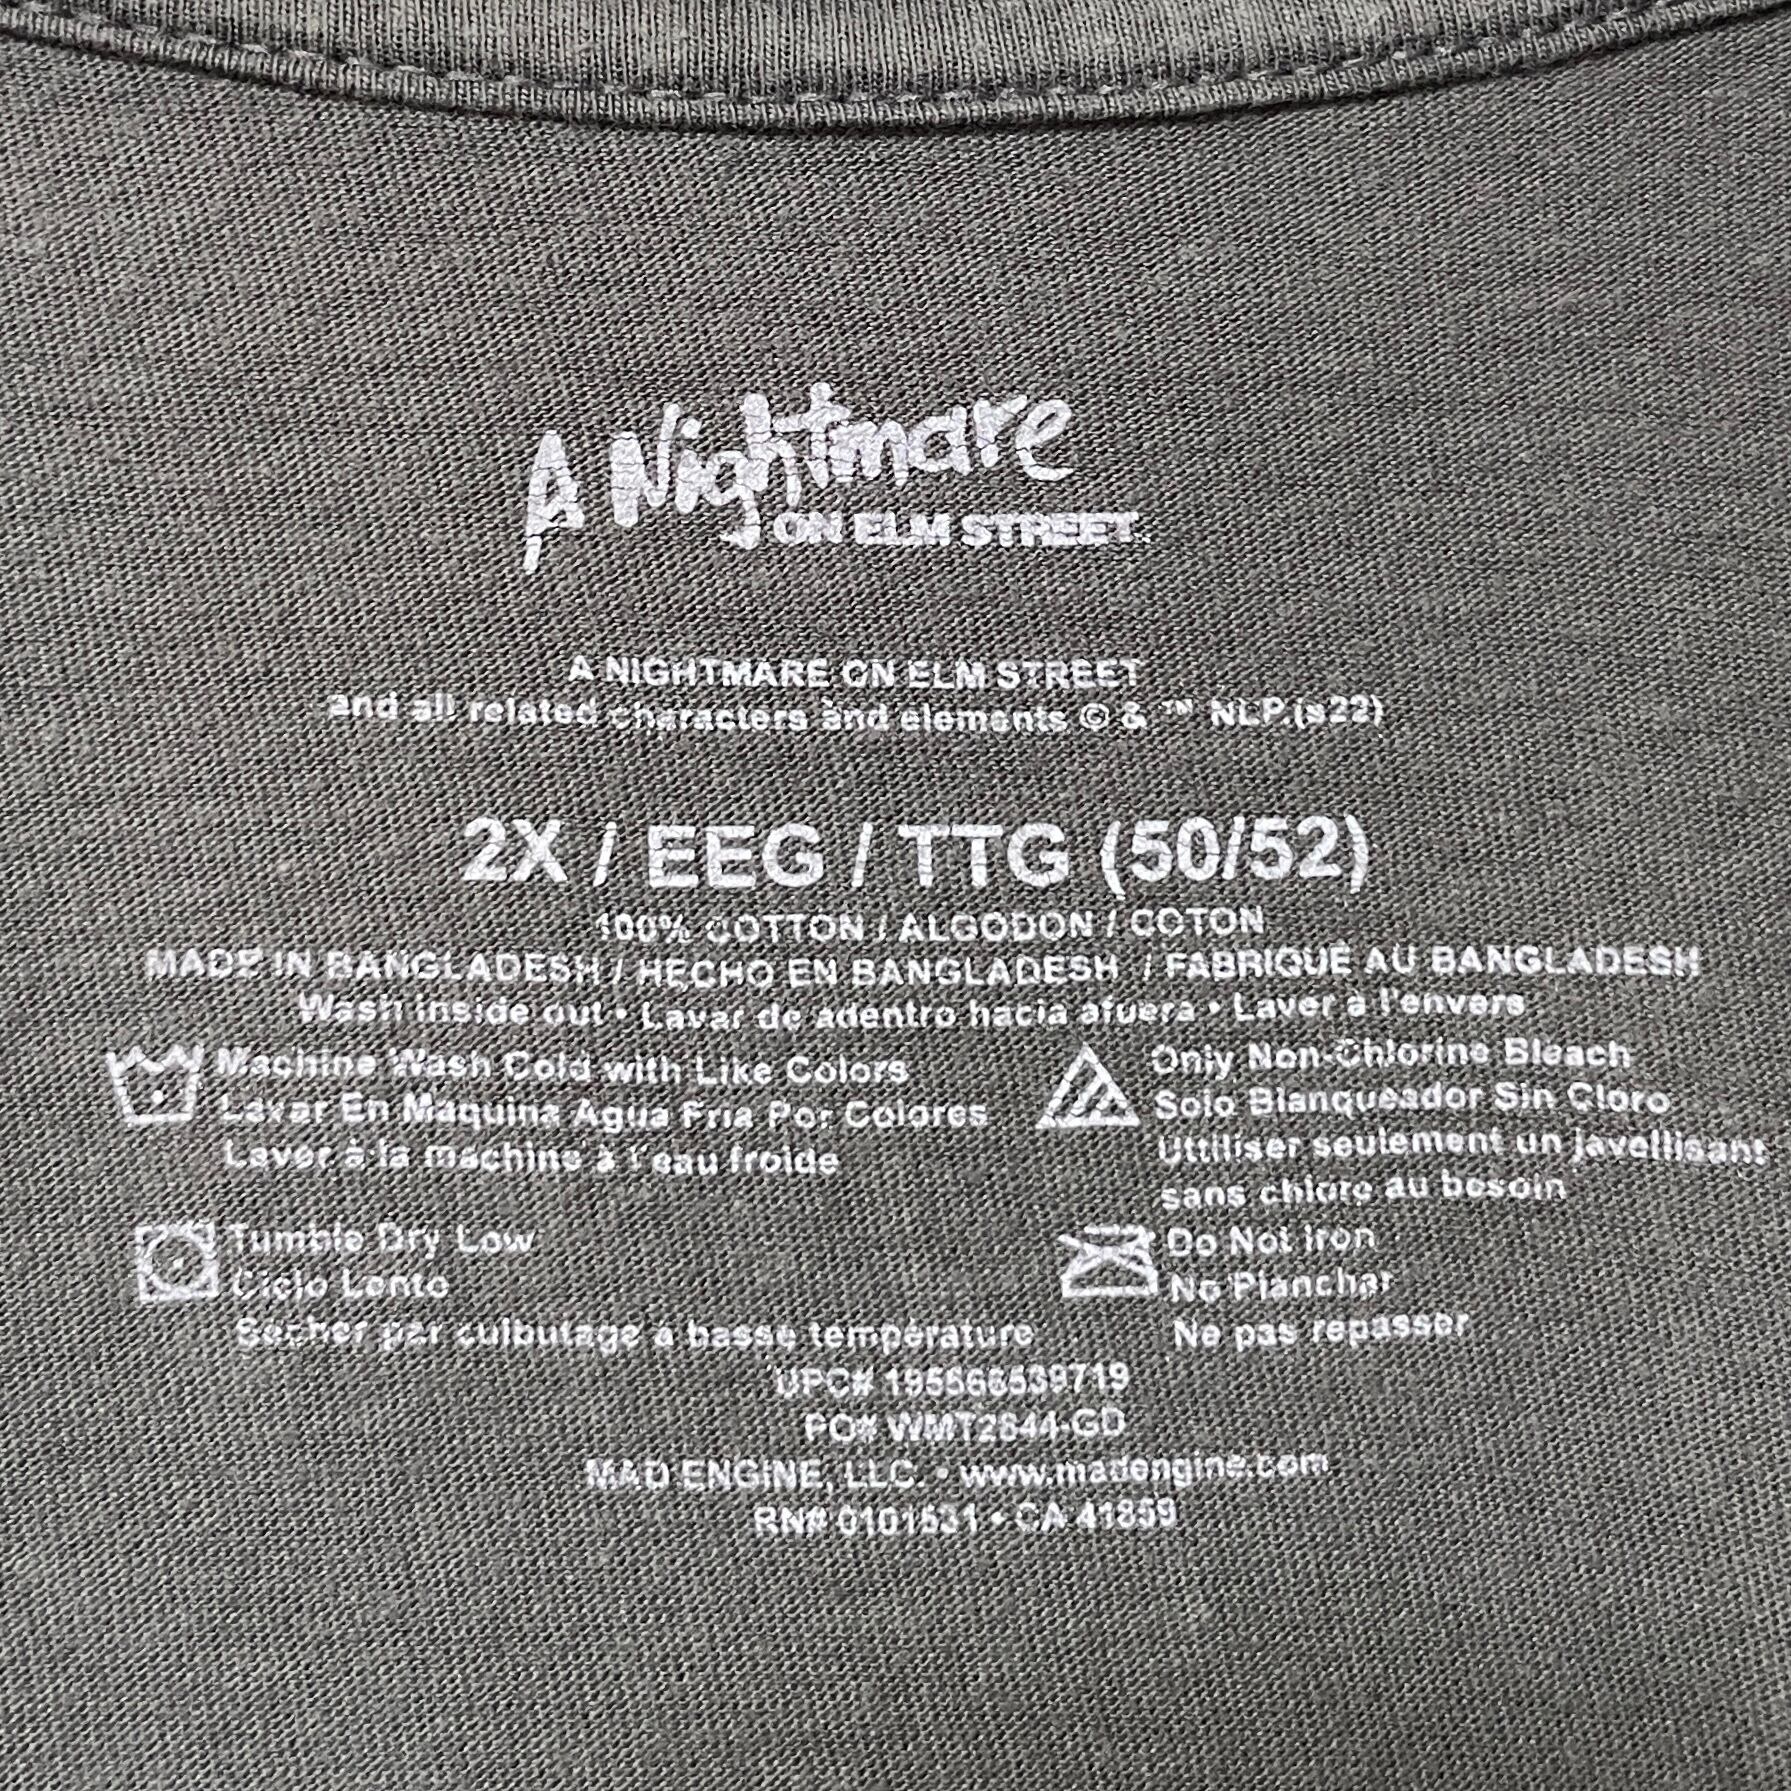 A Nightmare
ON ELM STREET
A NIGHTMARE ON ELM STREET
and all related characters and elements © & ™ NLP.(s22)
2X / EEG / TTG (50/52)
100% COTTON / ALGODON / COTON
MADE IN BANGLADESH / HECHO EN BANGLADESH / FABRIQUÉ AU BANGLADESH
Wash inside out • Lavar de adentro hacia afuera • Laver à l'envers
Machine Wash Cold with Like Colors
Lavar En Maquina Agua Fria Por Colores
Laver à la machine à l'eau froide
Only Non-Chlorine Bleach
Solo Blanqueador Sin Cloro
Uttiliser seulement un javellisant
sans chlore au besoin
Tumble Dry Low
Ciclo Lento
Sécher par culbutage à basse température
Do Not Iron
No Planchar
Ne pas repasser
UPC# 195566539719
PO# WMT2844-GD
MAD ENGINE, LLC. • www.madengine.com
RN# 0101531 • CA 41859